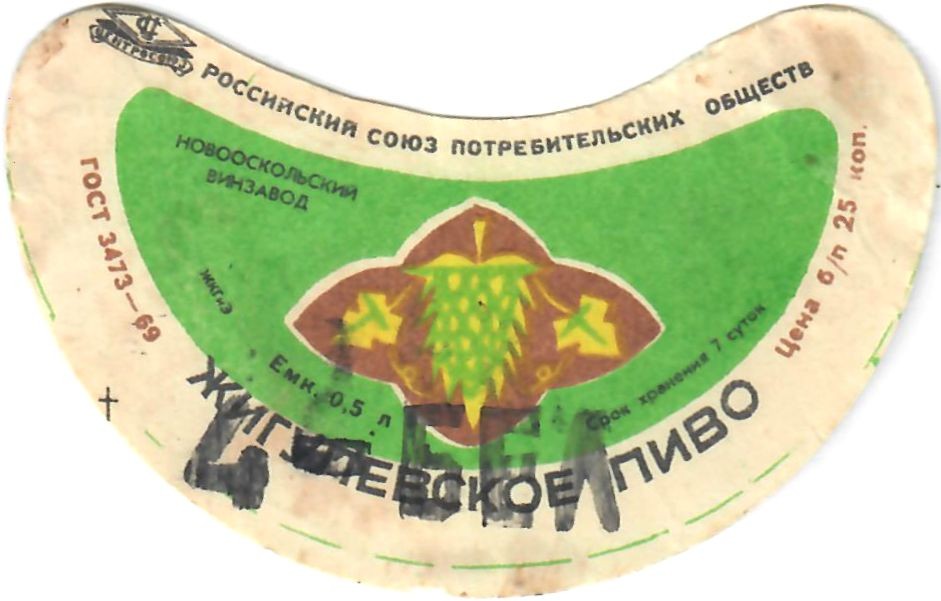 ЦЕНТРОСОЮЗ
РОССИЙСКИЙ СОЮЗ ПОТРЕБИТЕЛЬСКИХ ОБЩЕСТВ
НОВООСКОЛЬСКИЙ
ВИНЗАВОД
ГОСТ 3473—69
Цена б/п 25 коп.
Емк. 0,5 л
Срок хранения 7 суток
ЖИГУЛЕВСКОЕ ПИВО